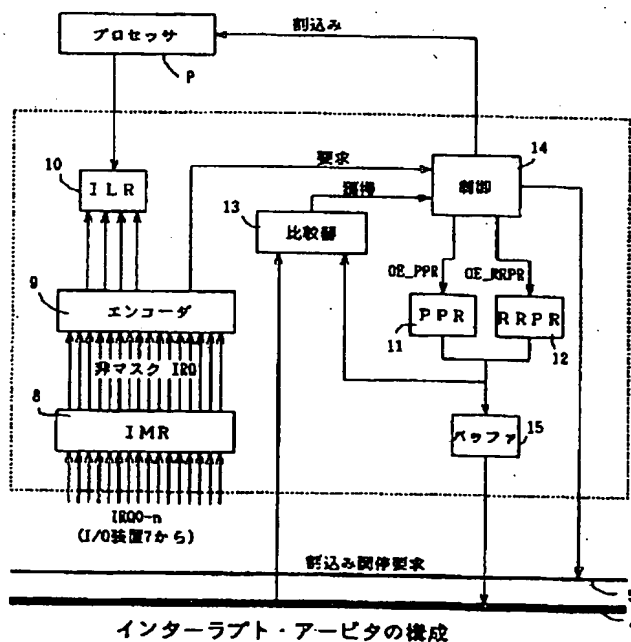 プロセッサ
P
割込み
10
ILR
要求
14
制御
獲得
13
比較器
OE_PPR
OE_RRPR
9
エンコーダ
PPR
11
RRPR
12
非マスク IRQ
8
IMR
バッファ
15
IRQ0-n
(I/O装置7から)
割込み調停要求
インターラプト・アービタの構成